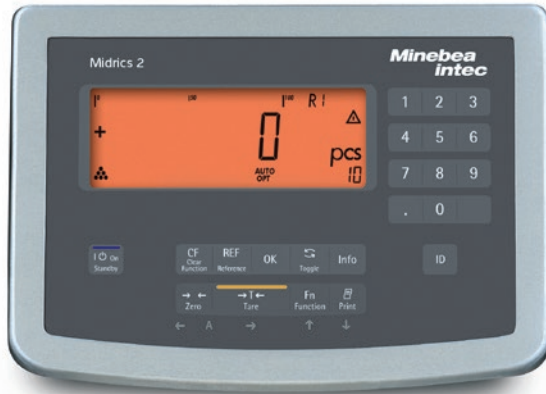 Midrics 2
Minebea
intec
R1
0
pcs
AUTO
OPT
10
1 2 3
4 5 6
7 8 9
. 0
I On
Standby
CF
Clear
Function
REF
Reference
OK
Toggle
Info
ID
Zero
T
Tare
Fn
Function
Print
A